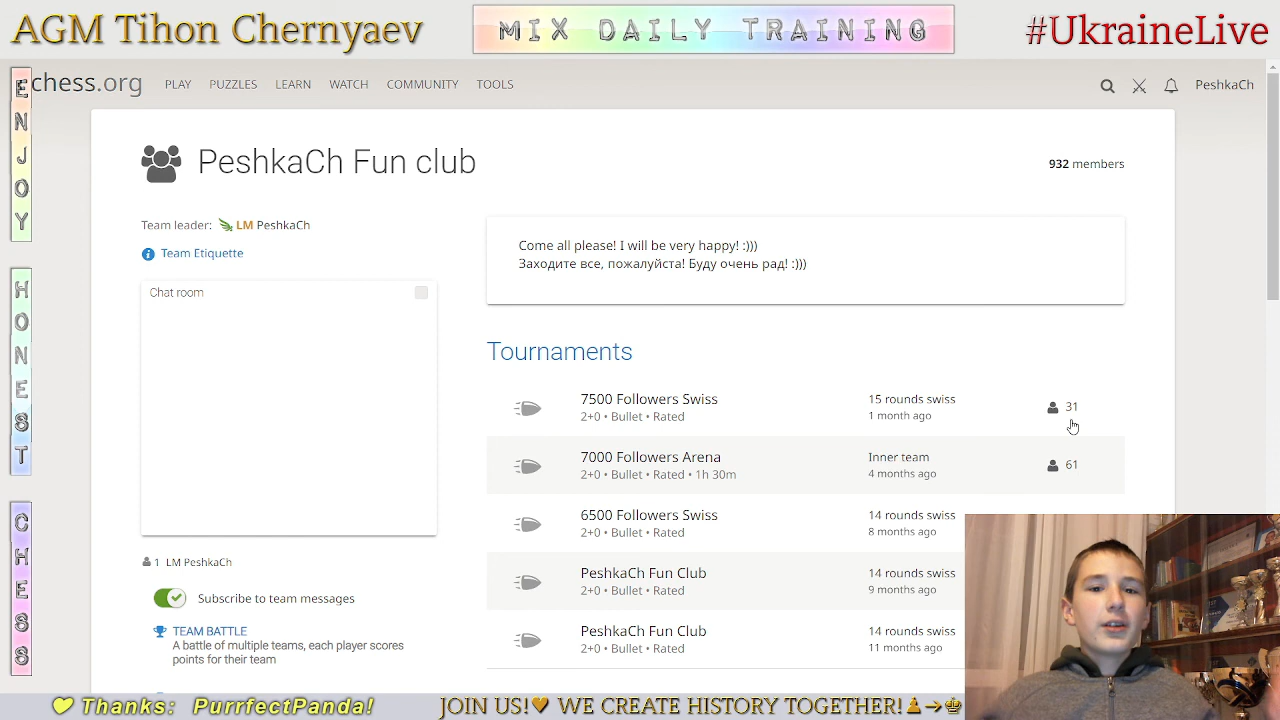 AGM Tihon Chernyaev
MIX DAILY TRAINING
#UkraineLive
ENJOY
HONEST
CHESS
chess.org
PLAY
PUZZLES
LEARN
WATCH
COMMUNITY
TOOLS
PeshkaCh
PeshkaCh Fun club
932 members
Team leader: LM PeshkaCh
Team Etiquette
Chat room
Come all please! I will be very happy! :)))
Заходите все, пожалуйста! Буду очень рад! :)))
Tournaments
7500 Followers Swiss
2+0 • Bullet • Rated
15 rounds swiss
1 month ago
31
7000 Followers Arena
2+0 • Bullet • Rated • 1h 30m
Inner team
4 months ago
61
6500 Followers Swiss
2+0 • Bullet • Rated
14 rounds swiss
8 months ago
PeshkaCh Fun Club
2+0 • Bullet • Rated
14 rounds swiss
9 months ago
PeshkaCh Fun Club
2+0 • Bullet • Rated
14 rounds swiss
11 months ago
1 LM PeshkaCh
Subscribe to team messages
TEAM BATTLE
A battle of multiple teams, each player scores
points for their team
Thanks: PurrfectPanda!
JOIN US!♥ WE CREATE HISTORY TOGETHER!♟→♚